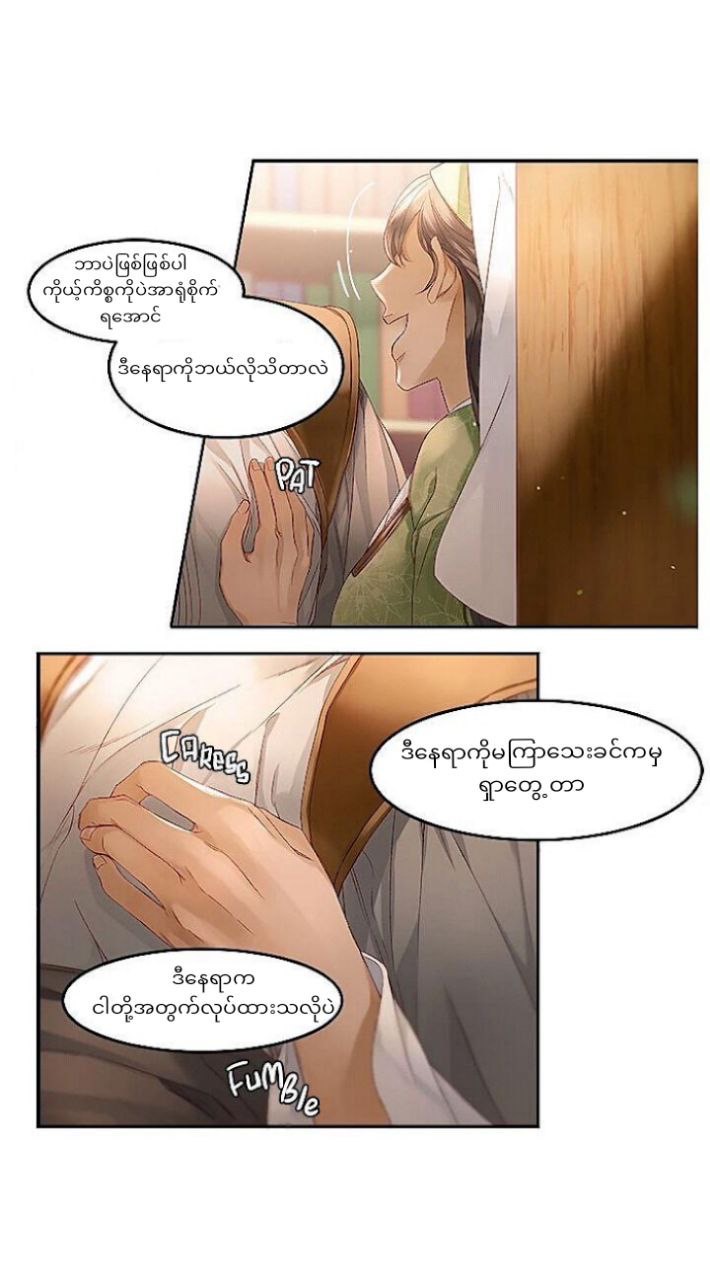 ဘာပဲဖြစ်ဖြစ်ပါ
ကိုယ့်ကိစ္စကိုပဲအာရုံစိုက်
ရအောင်
ဒီနေရာကိုဘယ်လိုသိတာလဲ
PAT
CARESS
ဒီနေရာကိုမကြာသေးခင်ကမှ
ရှာတွေ့တာ
ဒီနေရာက
ငါတို့အတွက်လုပ်ထားသလိုပဲ
FUMBle